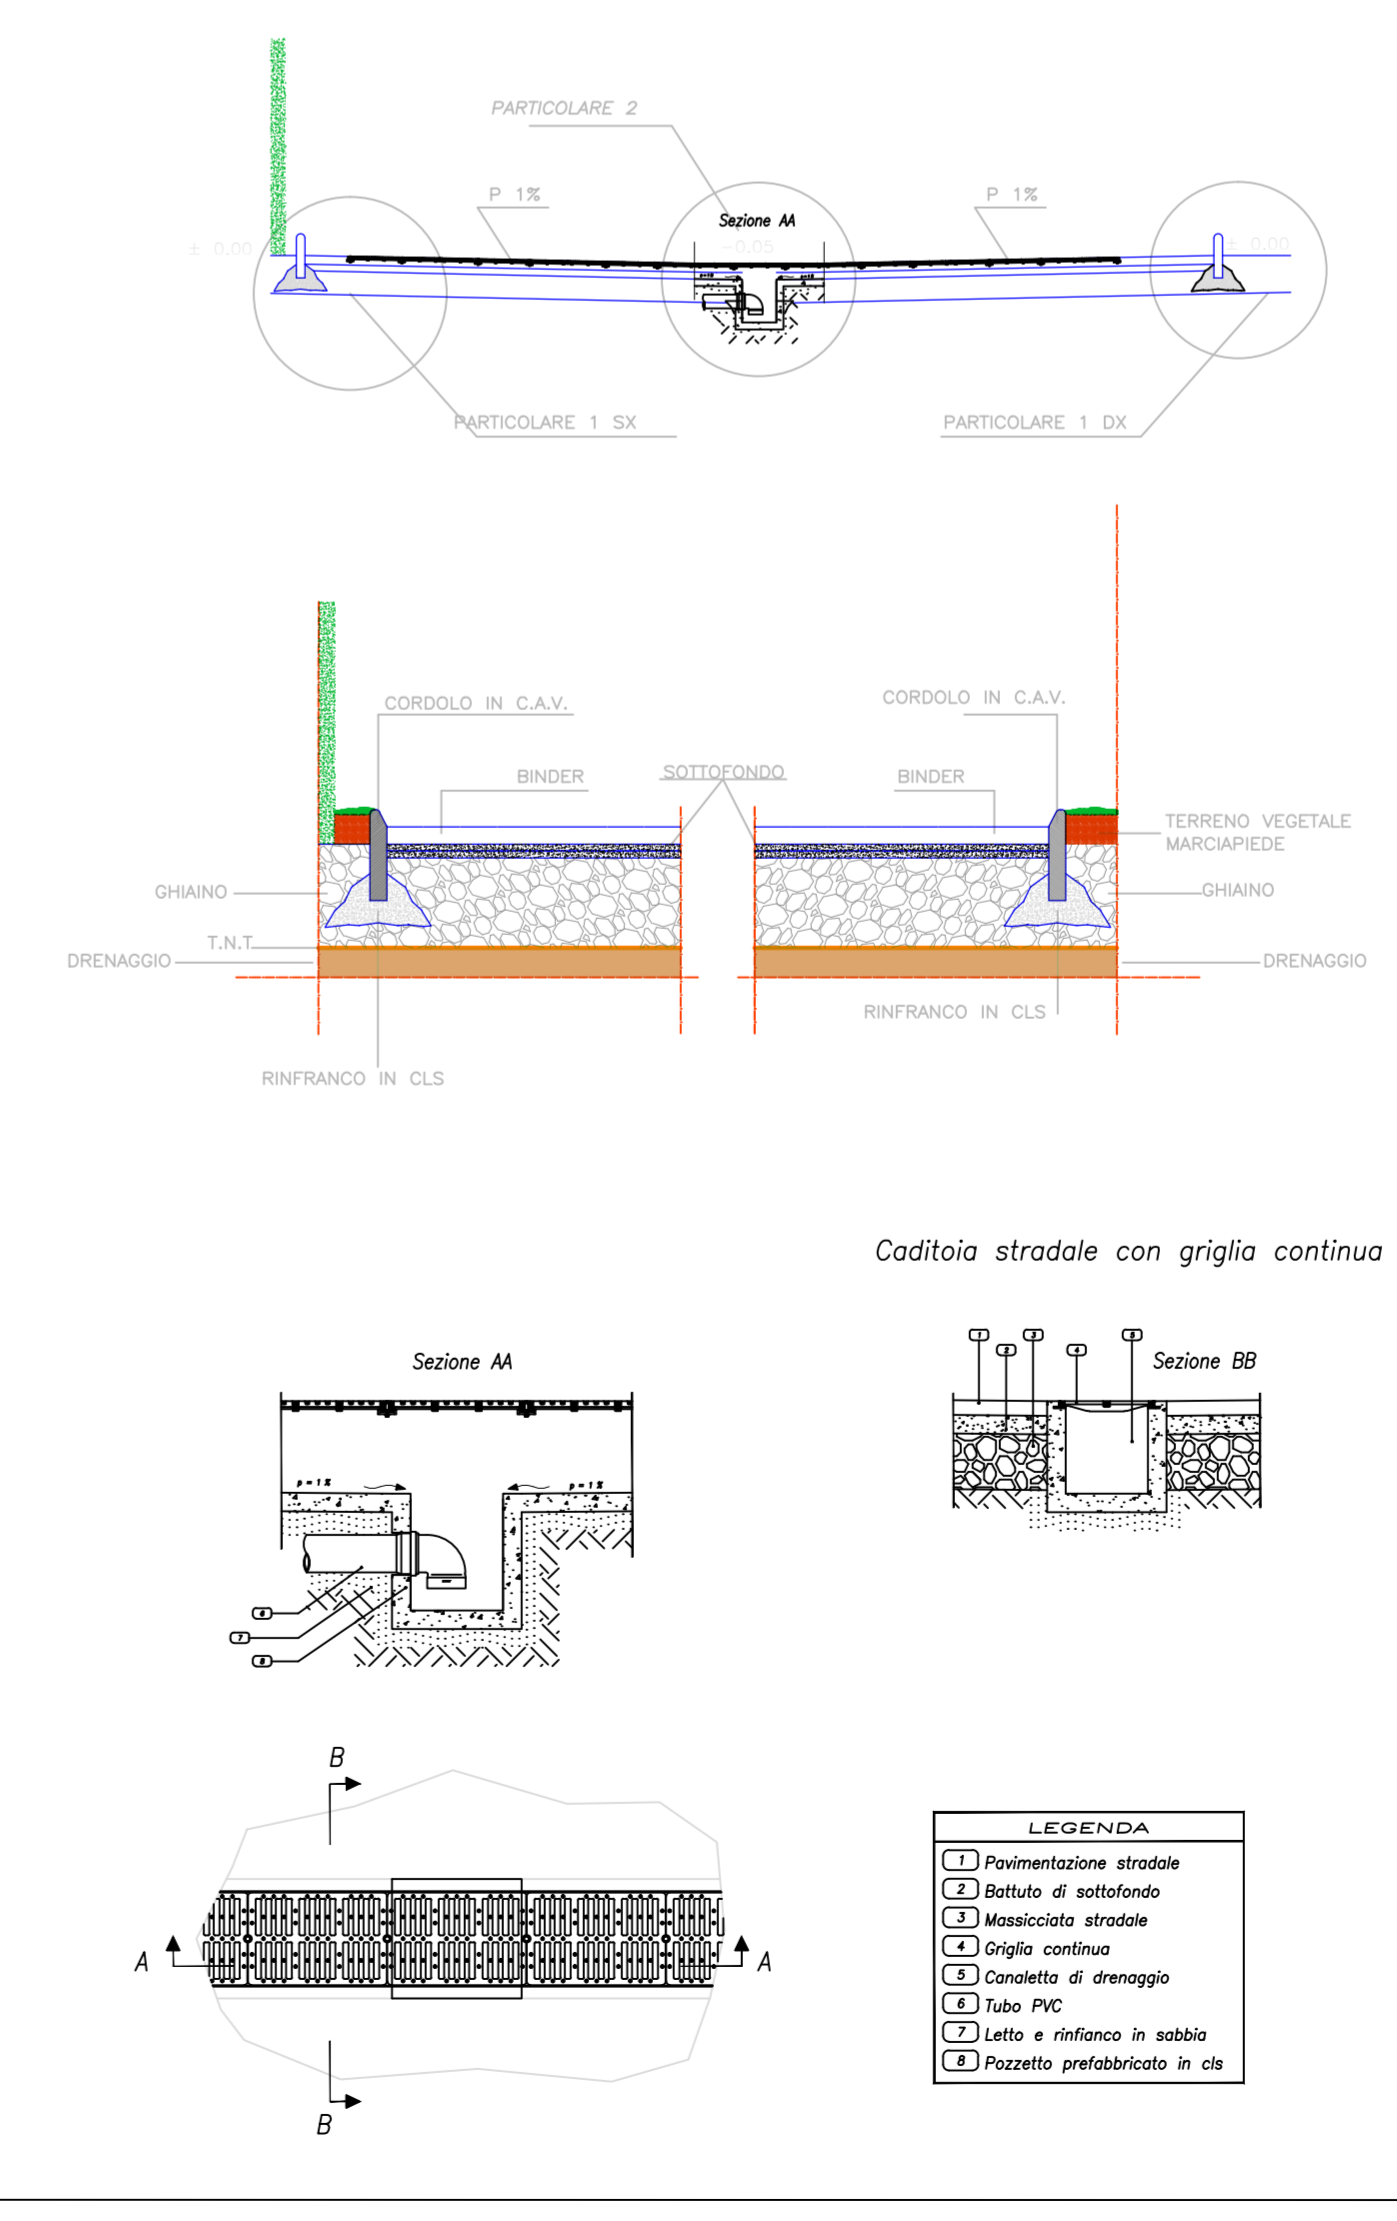 PARTICOLARE 2
P 1%
P 1%
Sezione AA
± 0.00
-0.05
± 0.00
PARTICOLARE 1 SX
PARTICOLARE 1 DX
CORDOLO IN C.A.V.
CORDOLO IN C.A.V.
BINDER
SOTTOFONDO
BINDER
TERRENO VEGETALE
MARCIAPIEDE
GHIAINO
GHIAINO
T.N.T
DRENAGGIO
DRENAGGIO
RINFRANCO IN CLS
RINFRANCO IN CLS
Caditoia stradale con griglia continua
Sezione AA
p = 1 %
p = 1 %
6
7
8
1
2
3
4
5
Sezione BB
B
A
A
B
LEGENDA
1 Pavimentazione stradale
2 Battuto di sottofondo
3 Massicciata stradale
4 Griglia continua
5 Canaletta di drenaggio
6 Tubo PVC
7 Letto e rinfianco in sabbia
8 Pozzetto prefabbricato in cls